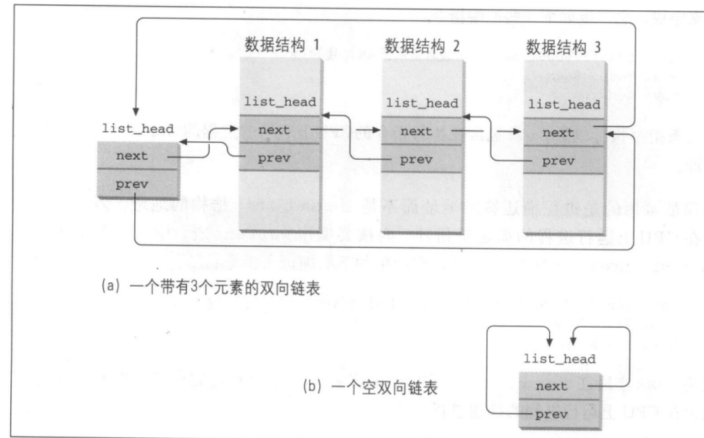 数据结构 1
数据结构 2
数据结构 3
list_head
list_head
list_head
list_head
next
next
next
next
prev
prev
prev
prev
(a) 一个带有3个元素的双向链表
list_head
(b) 一个空双向链表
next
prev